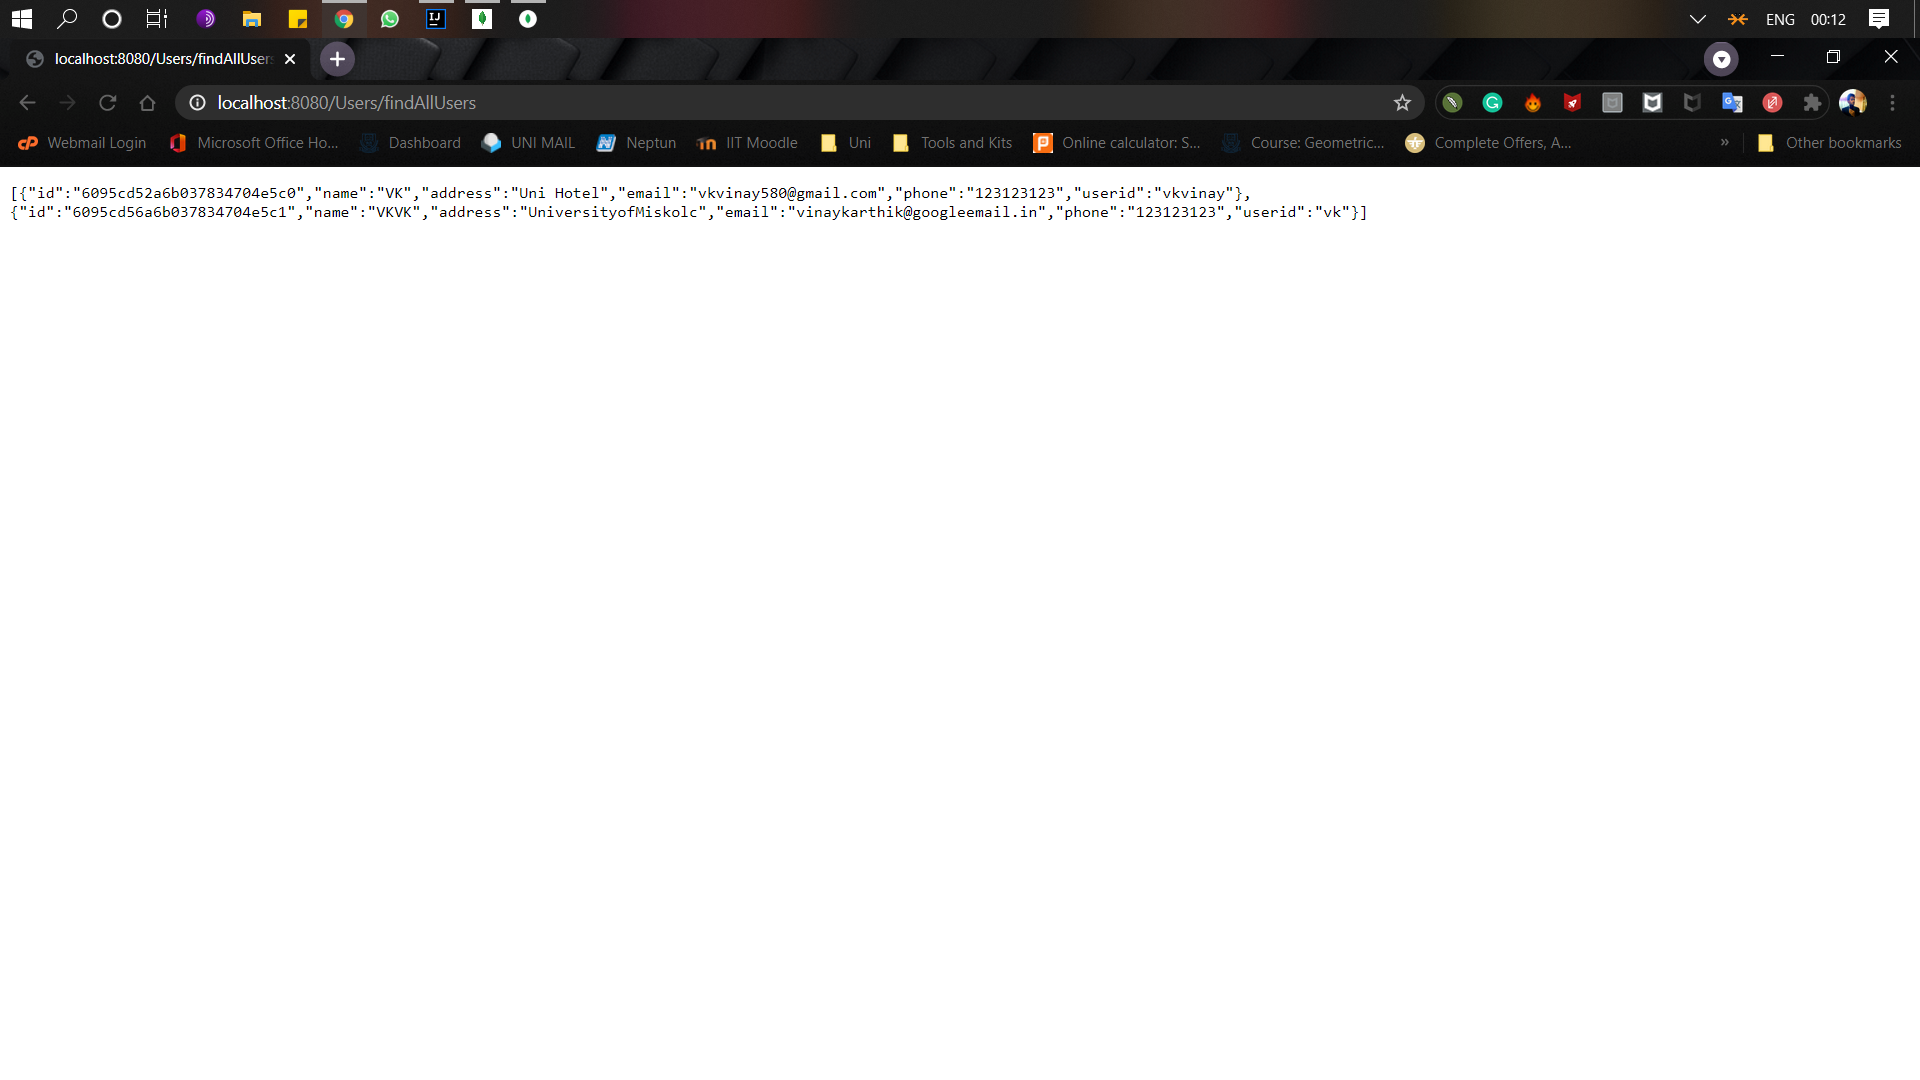 ENG 00:12
localhost:8080/Users/findAllUsers
localhost:8080/Users/findAllUsers
Webmail Login Microsoft Office Ho... Dashboard UNI MAIL Neptun IIT Moodle Uni Tools and Kits Online calculator: S... Course: Geometric... Complete Offers, A... » Other bookmarks
[{"id":"6095cd52a6b037834704e5c0","name":"VK","address":"Uni Hotel","email":"vkvinay580@gmail.com","phone":"123123123","userid":"vkvinay"},
{"id":"6095cd56a6b037834704e5c1","name":"VKVK","address":"UniversityofMiskolc","email":"vinaykarthik@googleemail.in","phone":"123123123","userid":"vk"}]